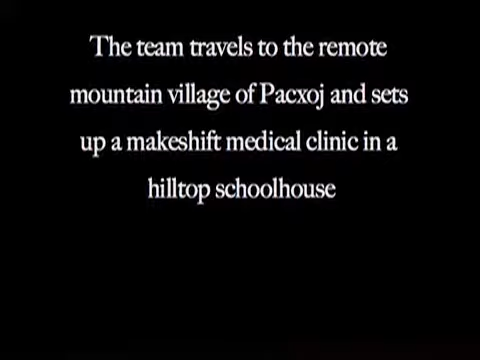 The team travels to the remote
mountain village of Pacxoj and sets
up a makeshift medical clinic in a
hilltop schoolhouse